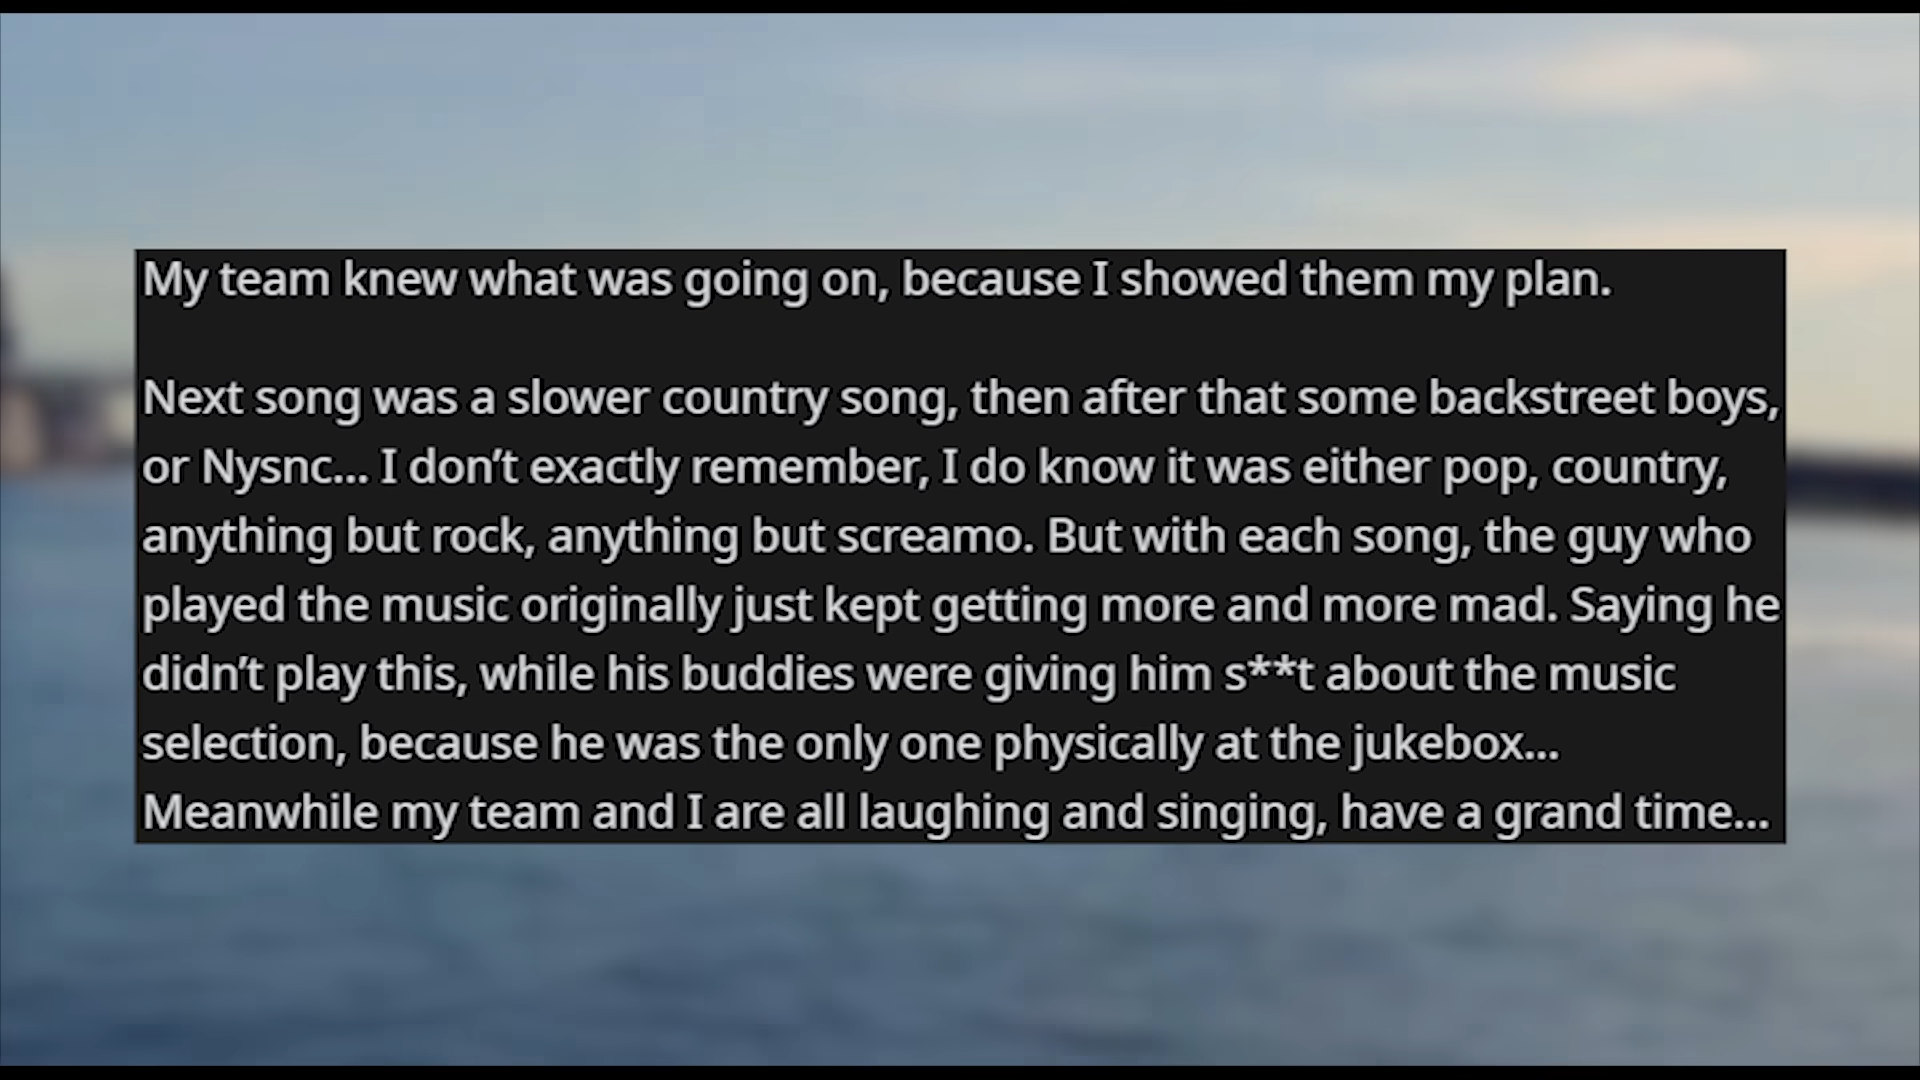 My team knew what was going on, because I showed them my plan.
Next song was a slower country song, then after that some backstreet boys,
or Nysnc... I don’t exactly remember, I do know it was either pop, country,
anything but rock, anything but screamo. But with each song, the guy who
played the music originally just kept getting more and more mad. Saying he
didn’t play this, while his buddies were giving him s**t about the music
selection, because he was the only one physically at the jukebox...
Meanwhile my team and I are all laughing and singing, have a grand time...